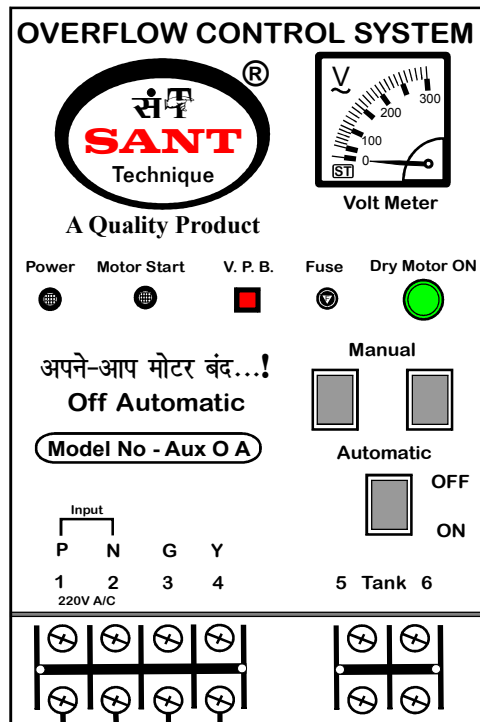 OVERFLOW CONTROL SYSTEM
®
संत
SANT
Technique
A Quality Product
V
0
100
200
300
ST
Volt Meter
Power Motor Start V. P. B. Fuse Dry Motor ON
अपने-आप मोटर बंद...!
Off Automatic
Manual
Model No - Aux O A
Automatic
OFF
ON
Input
P N G Y
1 2 3 4
220V A/C
5 Tank 6